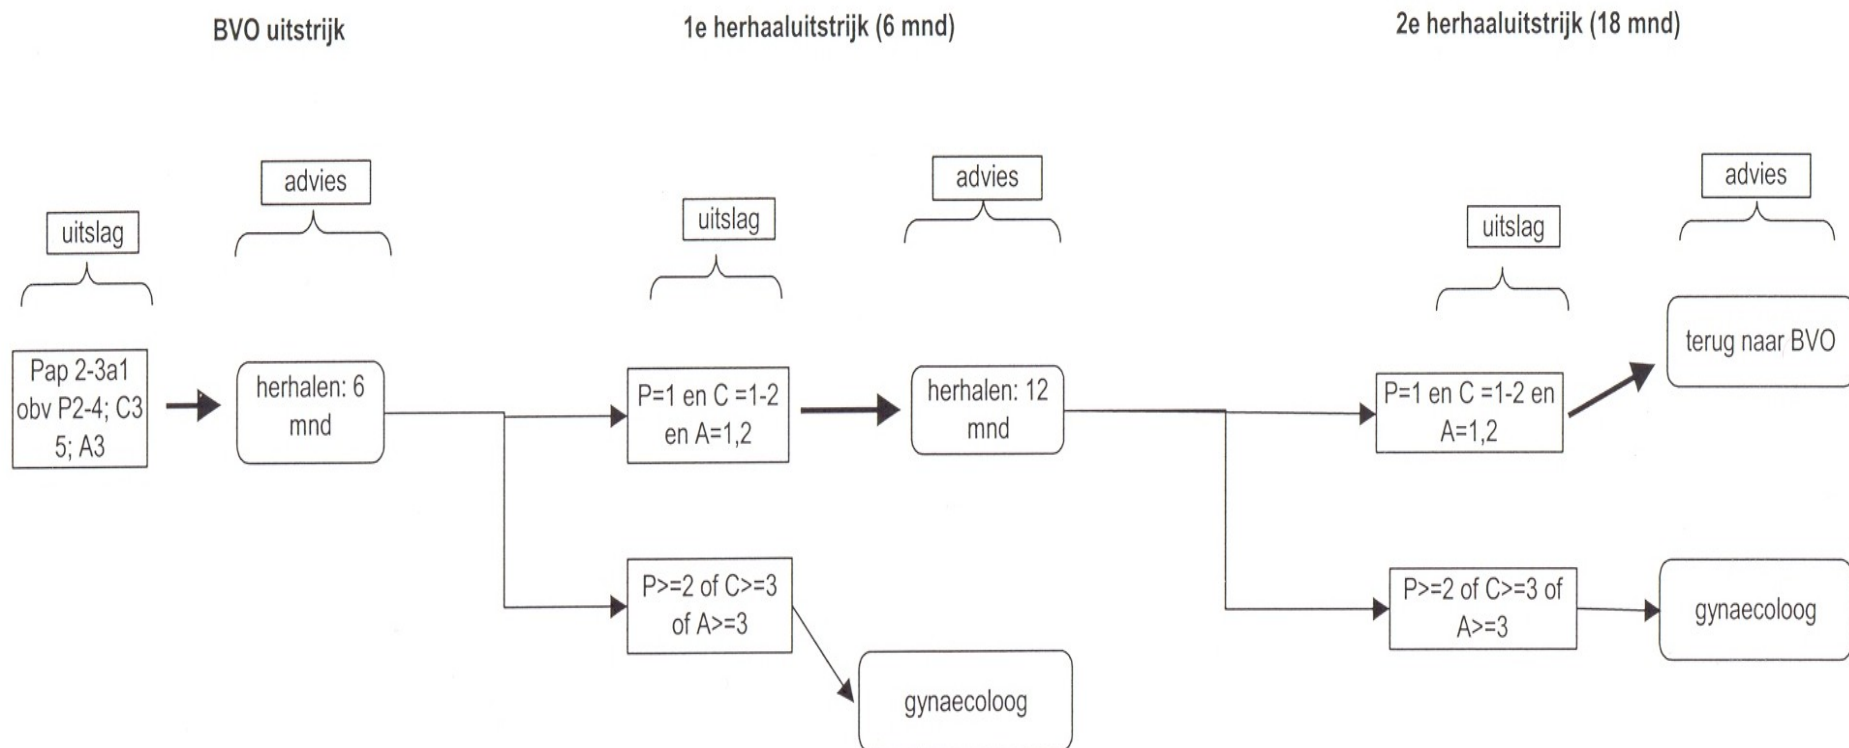 BVO uitstrijk
1e herhaaluitstrijk (6 mnd)
2e herhaaluitstrijk (18 mnd)
uitslag
advies
uitslag
advies
uitslag
advies
Pap 2-3a1
obv P2-4; C3
5; A3
herhalen: 6
mnd
P=1 en C =1-2
en A=1,2
herhalen: 12
mnd
P=1 en C =1-2 en
A=1,2
terug naar BVO
P>=2 of C>=3
of A>=3
gynaecoloog
P>=2 of C>=3 of
A>=3
gynaecoloog